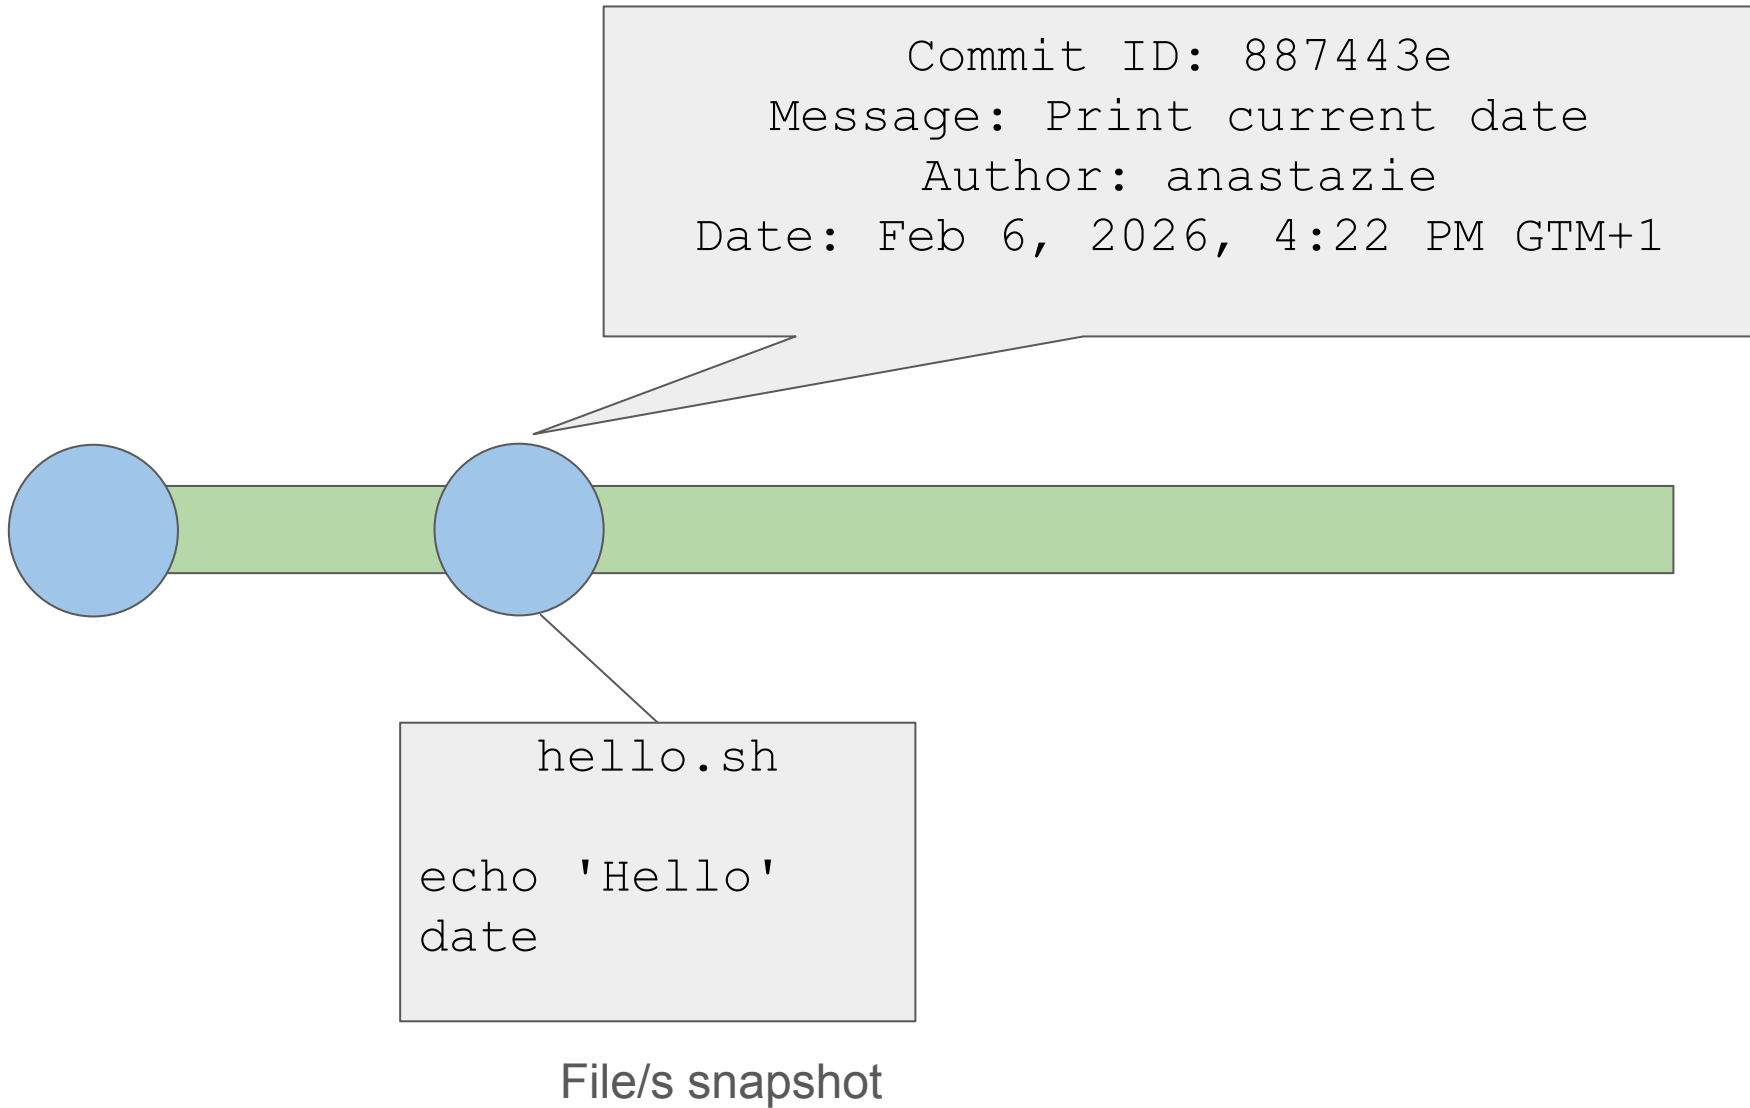 Commit ID: 887443e
Message: Print current date
Author: anastazie
Date: Feb 6, 2026, 4:22 PM GTM+1
hello.sh
echo 'Hello'
date
File/s snapshot